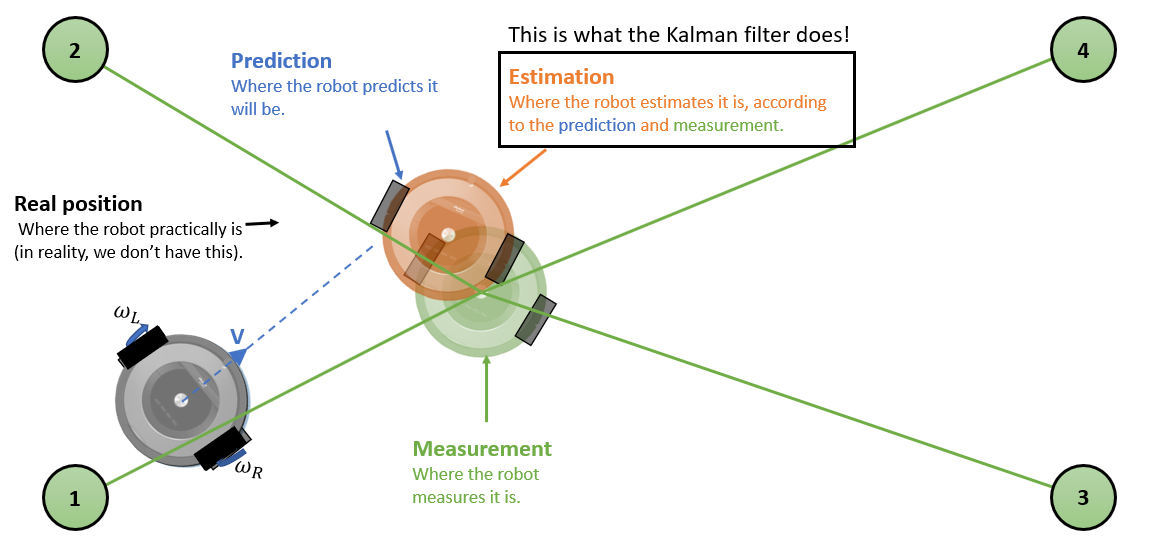 This is what the Kalman filter does!
2
4
Prediction
Where the robot predicts it
will be.
Estimation
Where the robot estimates it is, according
to the prediction and measurement.
Real position
Where the robot practically is
(in reality, we don't have this).
ωL
V
ωR
Measurement
Where the robot
measures it is.
1
3